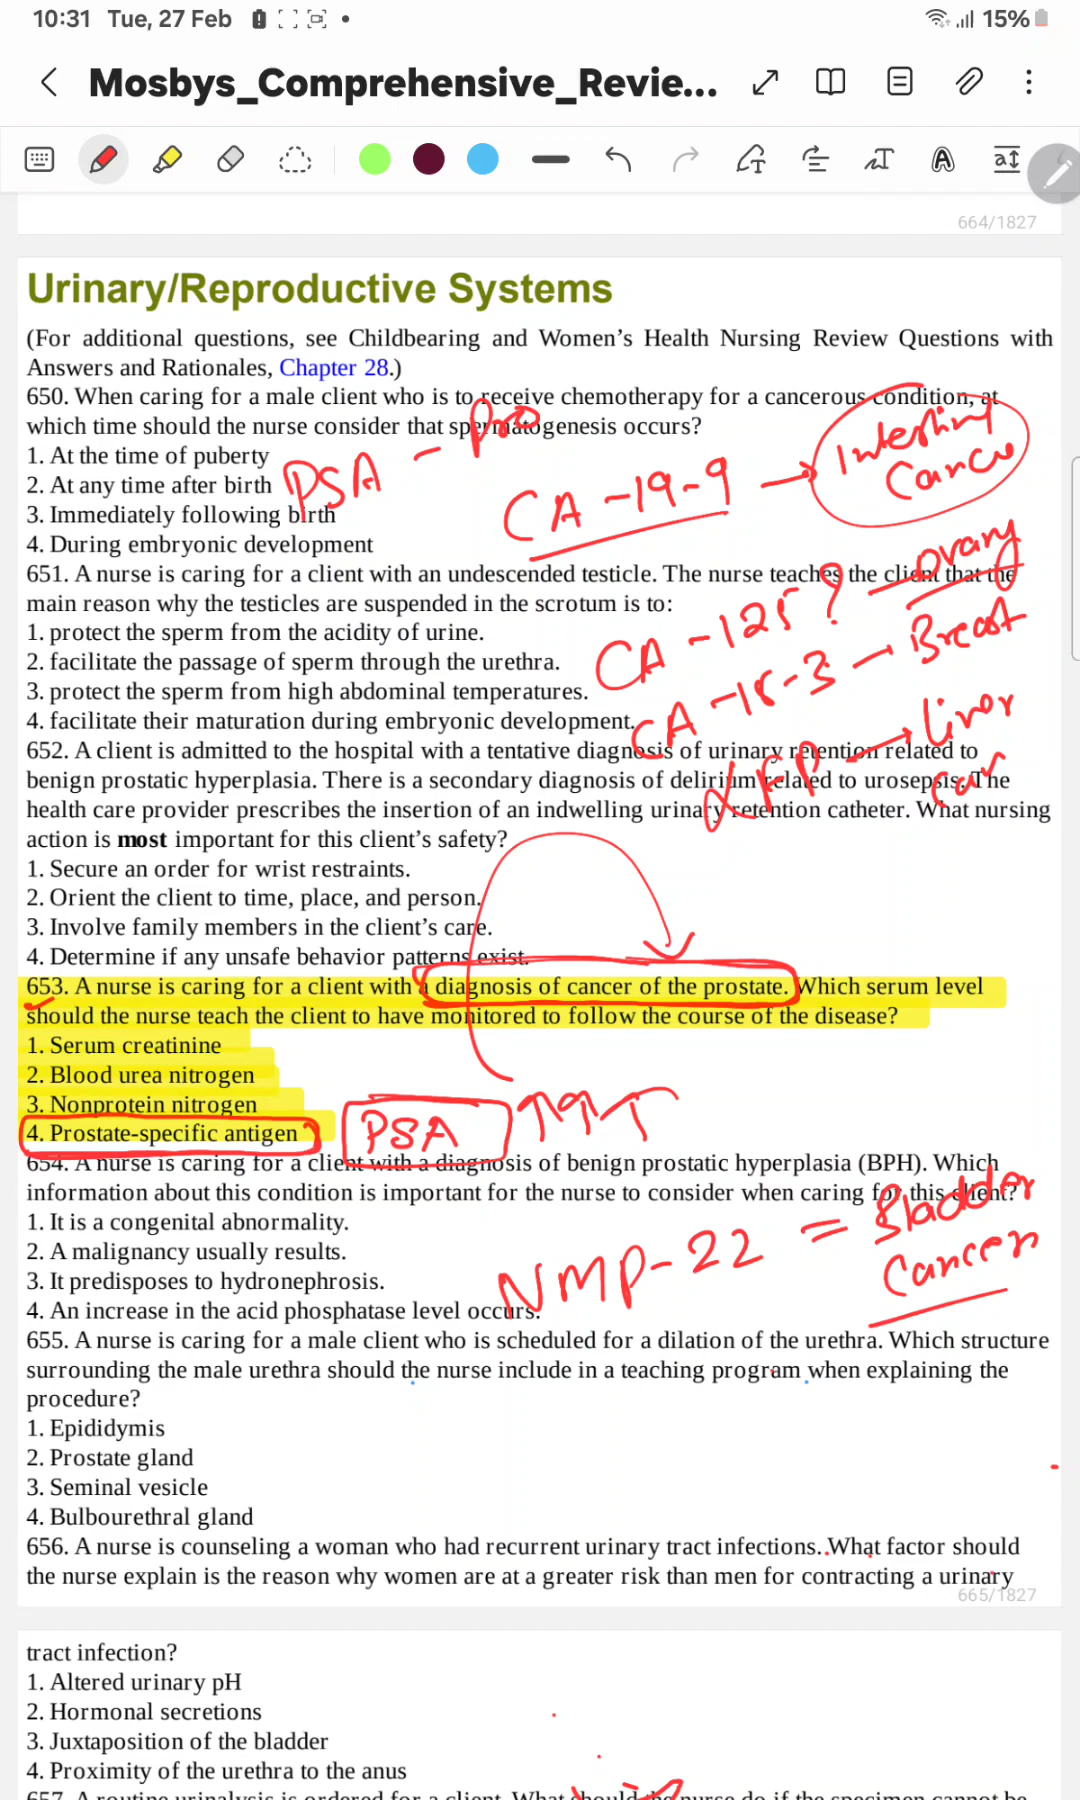 10:31 Tue, 27 Feb
15%
Mosbys_Comprehensive_Revie...
664/1827
Urinary/Reproductive Systems
(For additional questions, see Childbearing and Women's Health Nursing Review Questions with
Answers and Rationales, Chapter 28.)
650. When caring for a male client who is to receive chemotherapy for a cancerous condition, at
which time should the nurse consider that spermatogenesis occurs?
1. At the time of puberty
2. At any time after birth
3. Immediately following birth
4. During embryonic development
PSA - Pro
CA-19-9 → Intestinal
Cance
651. A nurse is caring for a client with an undescended testicle. The nurse teaches the client that the
main reason why the testicles are suspended in the scrotum is to:
1. protect the sperm from the acidity of urine.
2. facilitate the passage of sperm through the urethra.
3. protect the sperm from high abdominal temperatures.
4. facilitate their maturation during embryonic development.
CA-125? - ovary
CA-15-3 - Breast
αFP → liver
can
652. A client is admitted to the hospital with a tentative diagnosis of urinary retention related to
benign prostatic hyperplasia. There is a secondary diagnosis of delirium related to urosepsis. The
health care provider prescribes the insertion of an indwelling urinary retention catheter. What nursing
action is most important for this client's safety?
1. Secure an order for wrist restraints.
2. Orient the client to time, place, and person.
3. Involve family members in the client's care.
4. Determine if any unsafe behavior patterns exist.
653. A nurse is caring for a client with a diagnosis of cancer of the prostate. Which serum level
should the nurse teach the client to have monitored to follow the course of the disease?
1. Serum creatinine
2. Blood urea nitrogen
3. Nonprotein nitrogen
4. Prostate-specific antigen
PSA ↑↑↑
654. A nurse is caring for a client with a diagnosis of benign prostatic hyperplasia (BPH). Which
information about this condition is important for the nurse to consider when caring for this client?
1. It is a congenital abnormality.
2. A malignancy usually results.
3. It predisposes to hydronephrosis.
4. An increase in the acid phosphatase level occurs.
NMP-22 = Bladder
Cancer
655. A nurse is caring for a male client who is scheduled for a dilation of the urethra. Which structure
surrounding the male urethra should the nurse include in a teaching program when explaining the
procedure?
1. Epididymis
2. Prostate gland
3. Seminal vesicle
4. Bulbourethral gland
656. A nurse is counseling a woman who had recurrent urinary tract infections. What factor should
the nurse explain is the reason why women are at a greater risk than men for contracting a urinary
665/1827
tract infection?
1. Altered urinary pH
2. Hormonal secretions
3. Juxtaposition of the bladder
4. Proximity of the urethra to the anus
657. A routine urinalysis is ordered for a client. What should the nurse do if the specimen cannot be